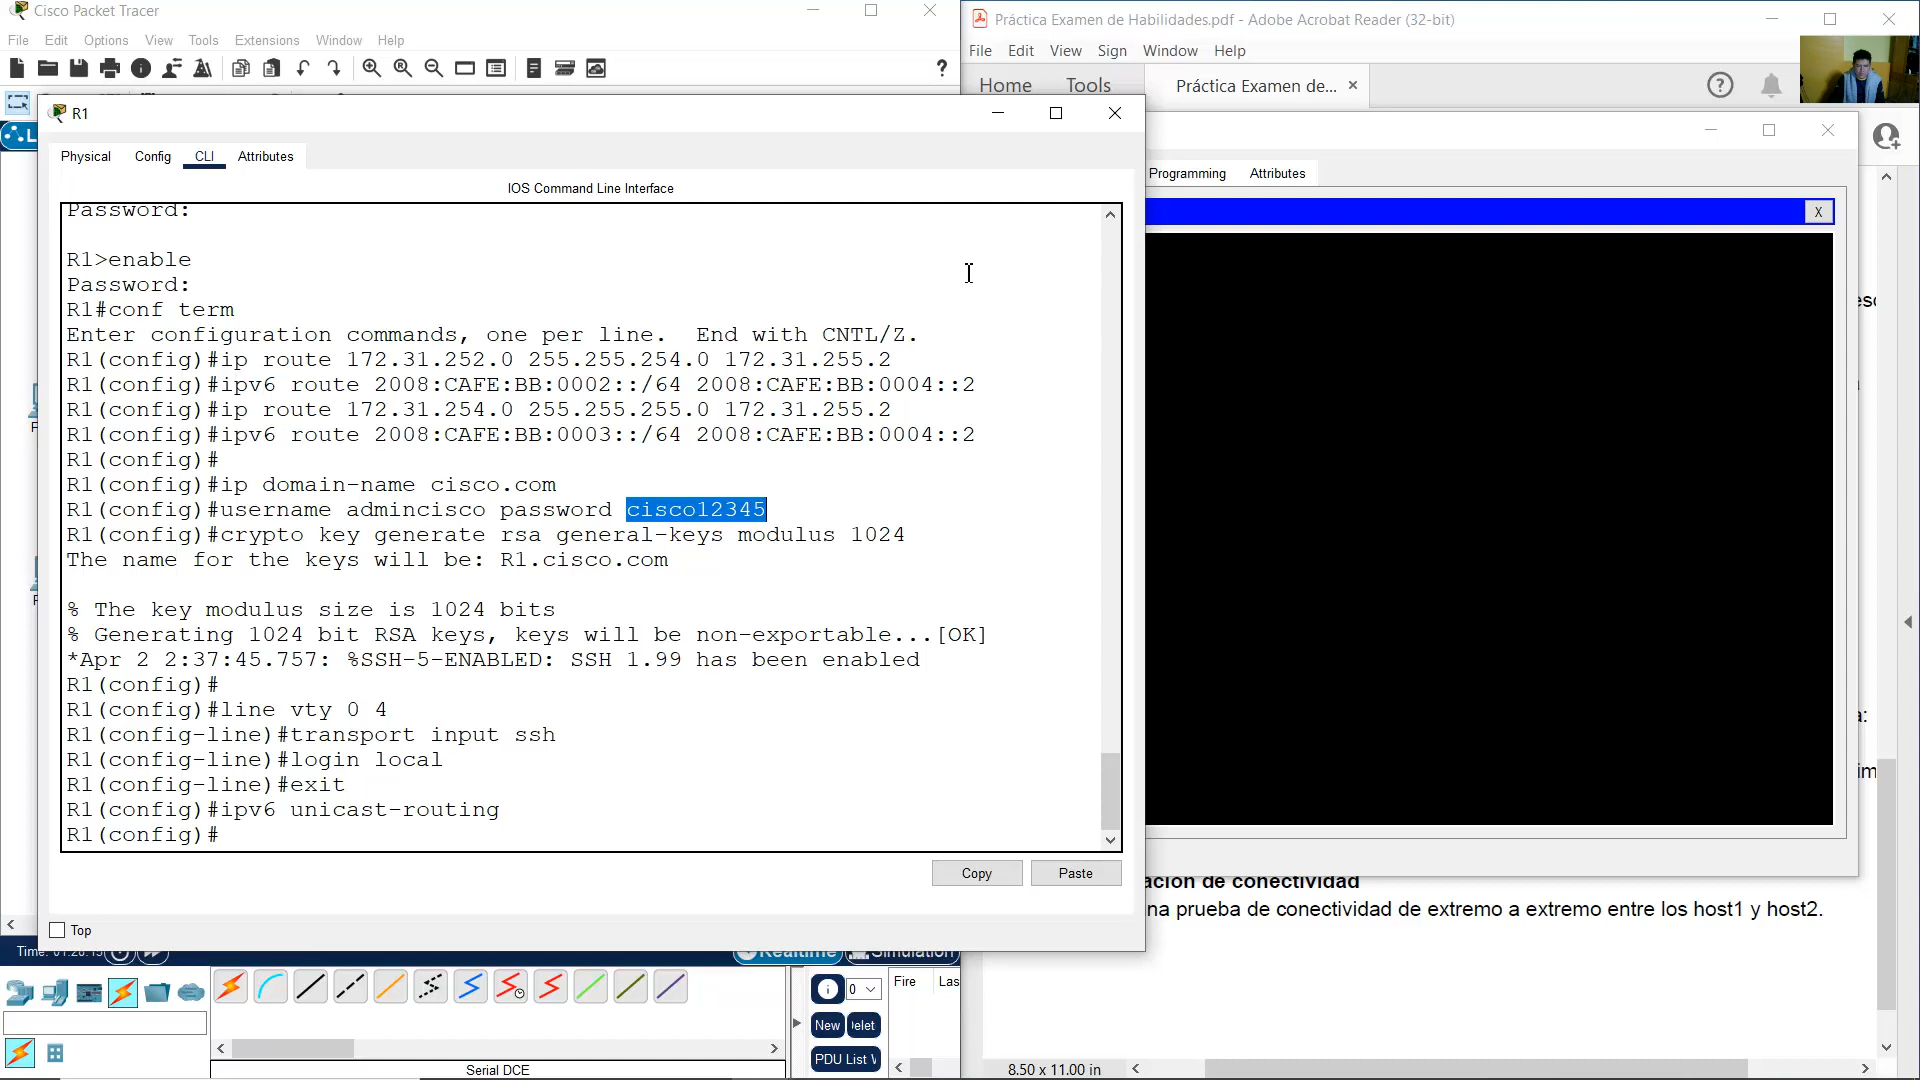 Cisco Packet Tracer
File Edit Options View Tools Extensions Window Help
R1
Physical Config CLI Attributes
IOS Command Line Interface
Password:
R1>enable
Password:
R1#conf term
Enter configuration commands, one per line. End with CNTL/Z.
R1(config)#ip route 172.31.252.0 255.255.254.0 172.31.255.2
R1(config)#ipv6 route 2008:CAFE:BB:0002::/64 2008:CAFE:BB:0004::2
R1(config)#ip route 172.31.254.0 255.255.255.0 172.31.255.2
R1(config)#ipv6 route 2008:CAFE:BB:0003::/64 2008:CAFE:BB:0004::2
R1(config)#
R1(config)#ip domain-name cisco.com
R1(config)#username admincisco password cisco12345
R1(config)#crypto key generate rsa general-keys modulus 1024
The name for the keys will be: R1.cisco.com
% The key modulus size is 1024 bits
% Generating 1024 bit RSA keys, keys will be non-exportable...[OK]
*Apr 2 2:37:45.757: %SSH-5-ENABLED: SSH 1.99 has been enabled
R1(config)#
R1(config)#line vty 0 4
R1(config-line)#transport input ssh
R1(config-line)#login local
R1(config-line)#exit
R1(config)#ipv6 unicast-routing
R1(config)#
Copy Paste
Top
Realtime Simulation
0
Fire Las
New elet
PDU List
Serial DCE
Práctica Examen de Habilidades.pdf - Adobe Acrobat Reader (32-bit)
File Edit View Sign Window Help
Home Tools Práctica Examen de... ×
Programming Attributes
X
ación de conectividad
na prueba de conectividad de extremo a extremo entre los host1 y host2.
8.50 x 11.00 in